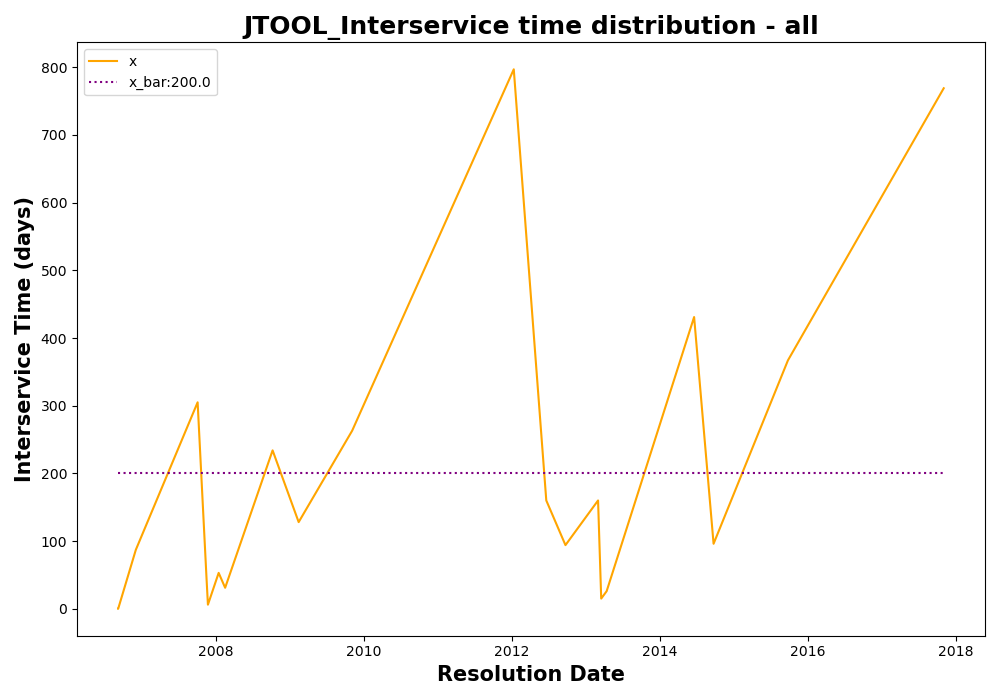 JTOOL_Interservice time distribution - all
x
x_bar:200.0
Interservice Time (days)
800
700
600
500
400
300
200
100
0
2008 2010 2012 2014 2016 2018
Resolution Date